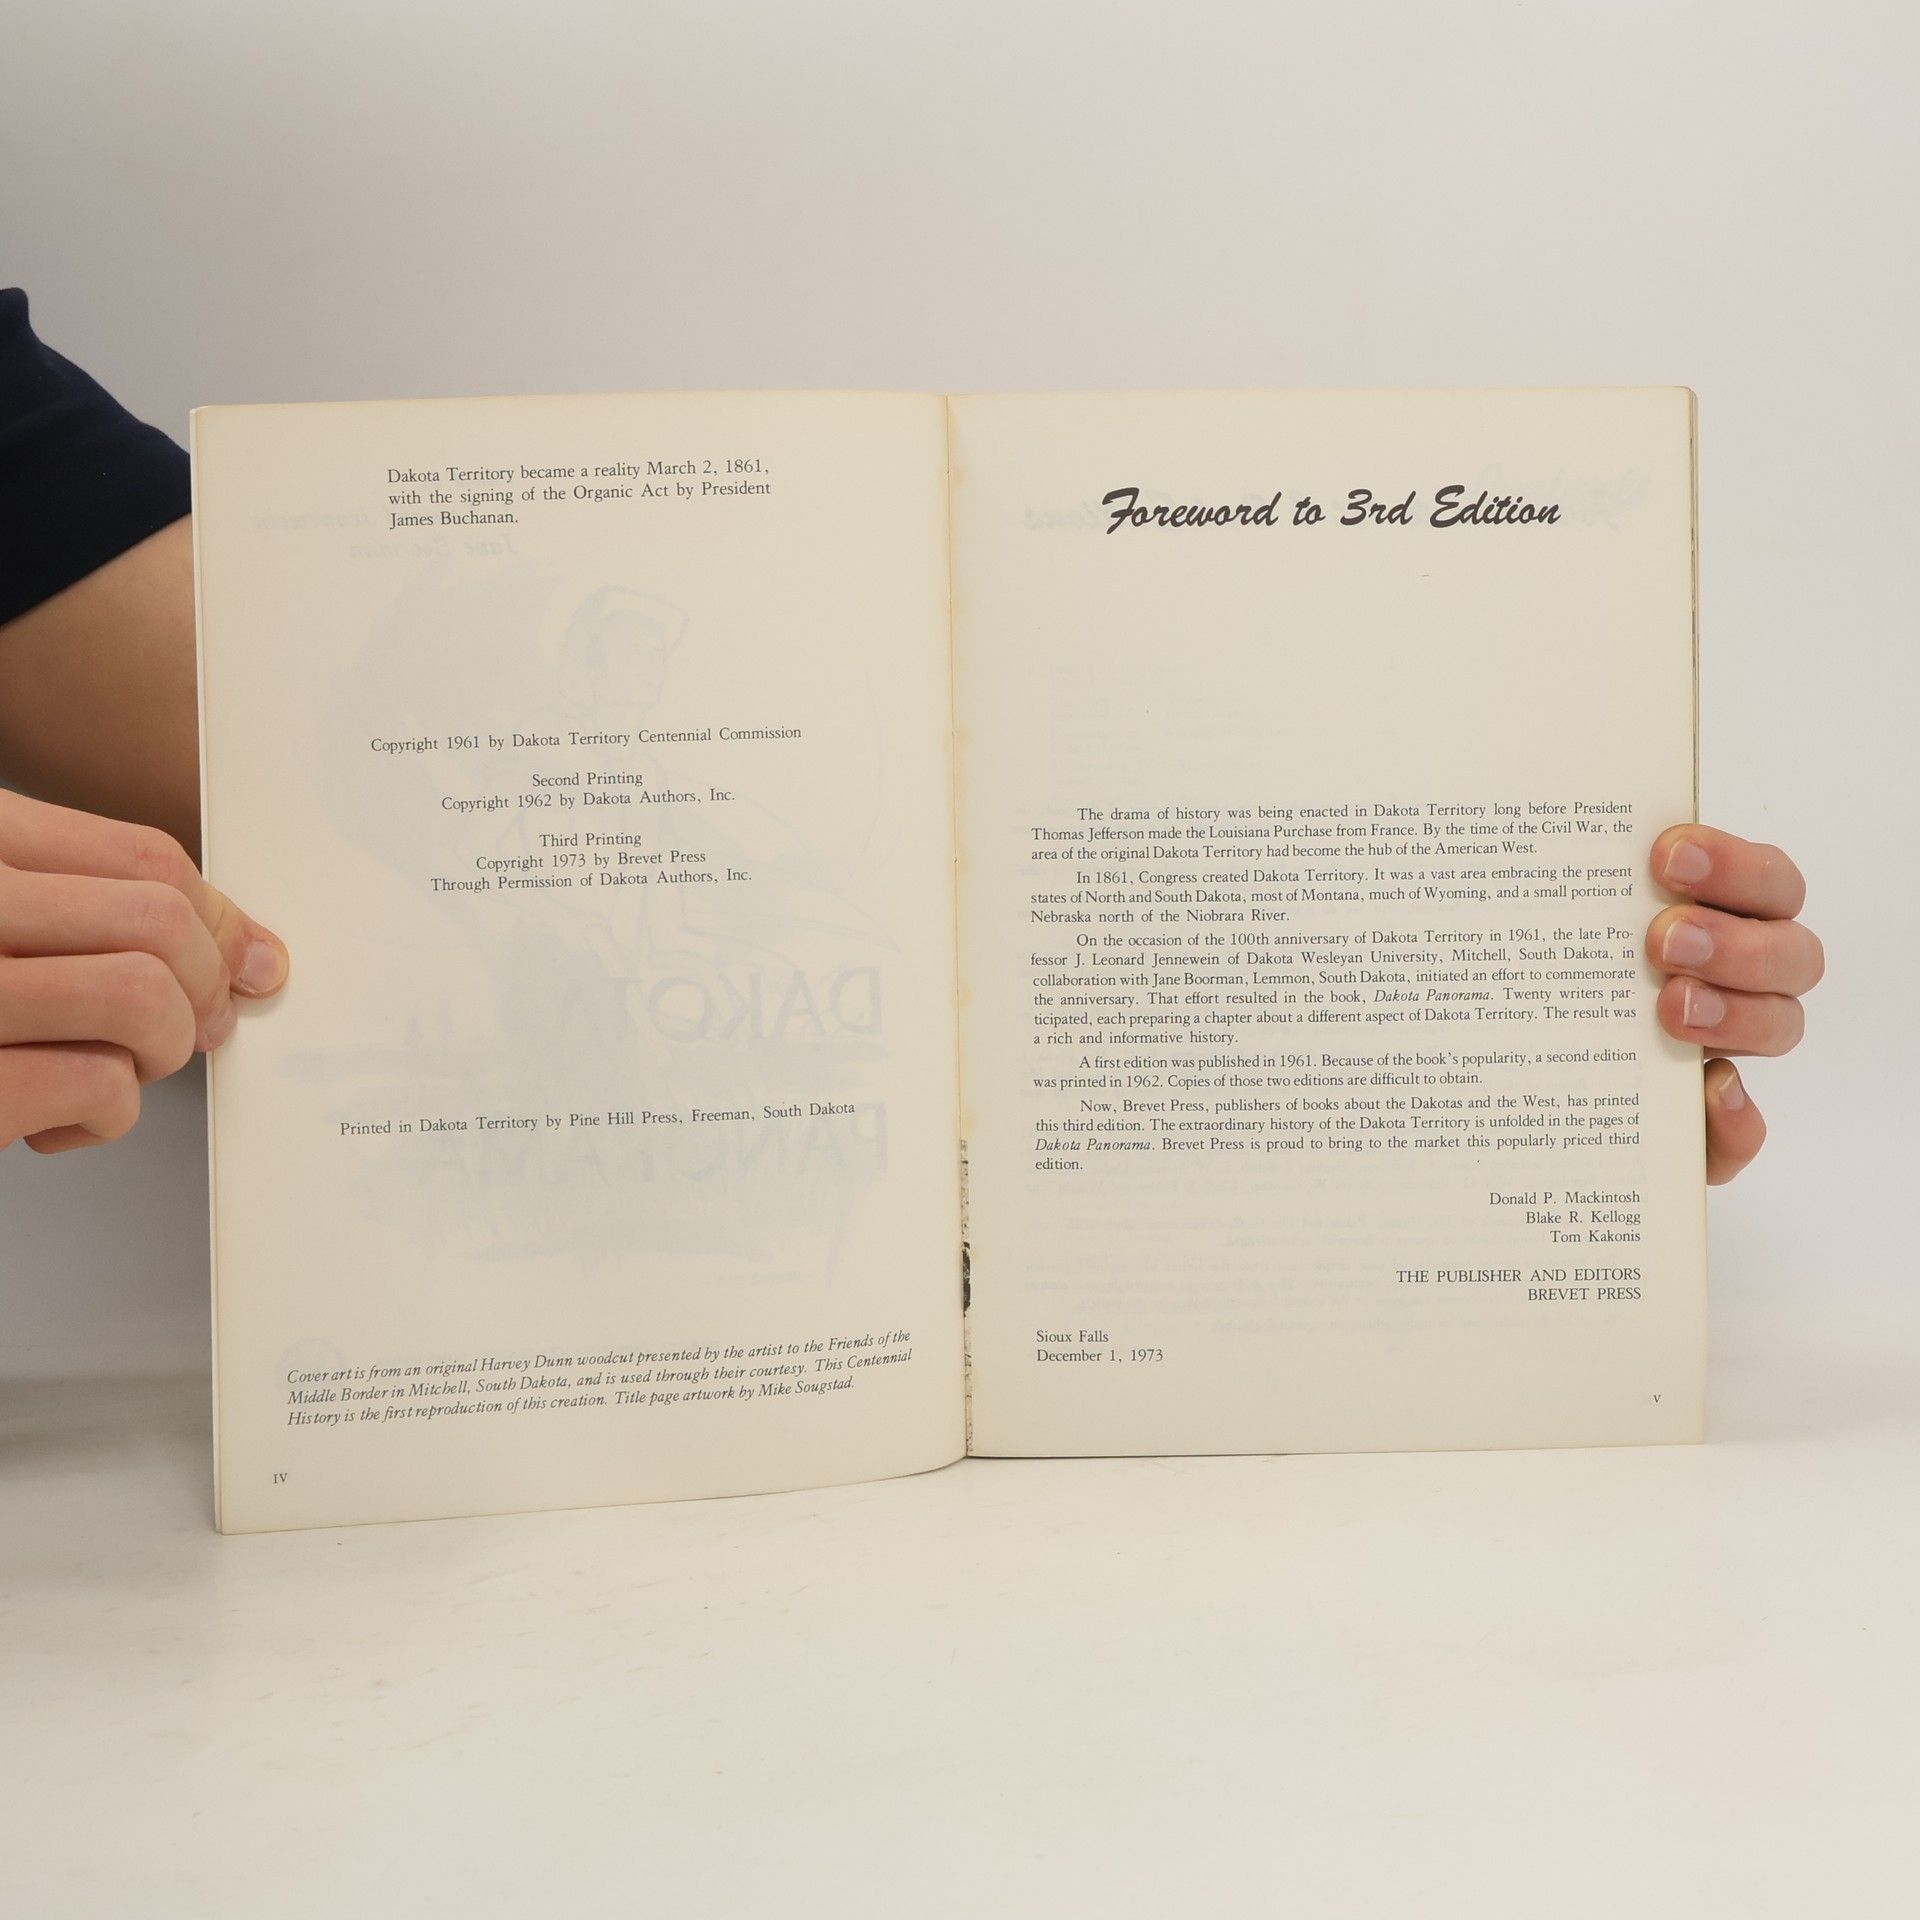 Dakota Territory became a reality March 2, 1861,
with the signing of the Organic Act by President
James Buchanan.
Copyright 1961 by Dakota Territory Centennial Commission
Second Printing
Copyright 1962 by Dakota Authors, Inc.
Third Printing
Copyright 1973 by Brevet Press
Through Permission of Dakota Authors, Inc.
Printed in Dakota Territory by Pine Hill Press, Freeman, South Dakota
Cover art is from an original Harvey Dunn woodcut presented by the artist to the Friends of the
Middle Border in Mitchell, South Dakota, and is used through their courtesy. This Centennial
History is the first reproduction of this creation. Title page artwork by Mike Sougstad.
IV
Foreword to 3rd Edition
The drama of history was being enacted in Dakota Territory long before President
Thomas Jefferson made the Louisiana Purchase from France. By the time of the Civil War, the
area of the original Dakota Territory had become the hub of the American West.
In 1861, Congress created Dakota Territory. It was a vast area embracing the present
states of North and South Dakota, most of Montana, much of Wyoming, and a small portion of
Nebraska north of the Niobrara River.
On the occasion of the 100th anniversary of Dakota Territory in 1961, the late Pro-
fessor J. Leonard Jennewein of Dakota Wesleyan University, Mitchell, South Dakota, in
collaboration with Jane Boorman, Lemmon, South Dakota, initiated an effort to commemorate
the anniversary. That effort resulted in the book, Dakota Panorama. Twenty writers par-
ticipated, each preparing a chapter about a different aspect of Dakota Territory. The result was
a rich and informative history.
A first edition was published in 1961. Because of the book's popularity, a second edition
was printed in 1962. Copies of those two editions are difficult to obtain.
Now, Brevet Press, publishers of books about the Dakotas and the West, has printed
this third edition. The extraordinary history of the Dakota Territory is unfolded in the pages of
Dakota Panorama. Brevet Press is proud to bring to the market this popularly priced third
edition.
Donald P. Mackintosh
Blake R. Kellogg
Tom Kakonis
THE PUBLISHER AND EDITORS
BREVET PRESS
Sioux Falls
December 1, 1973
V